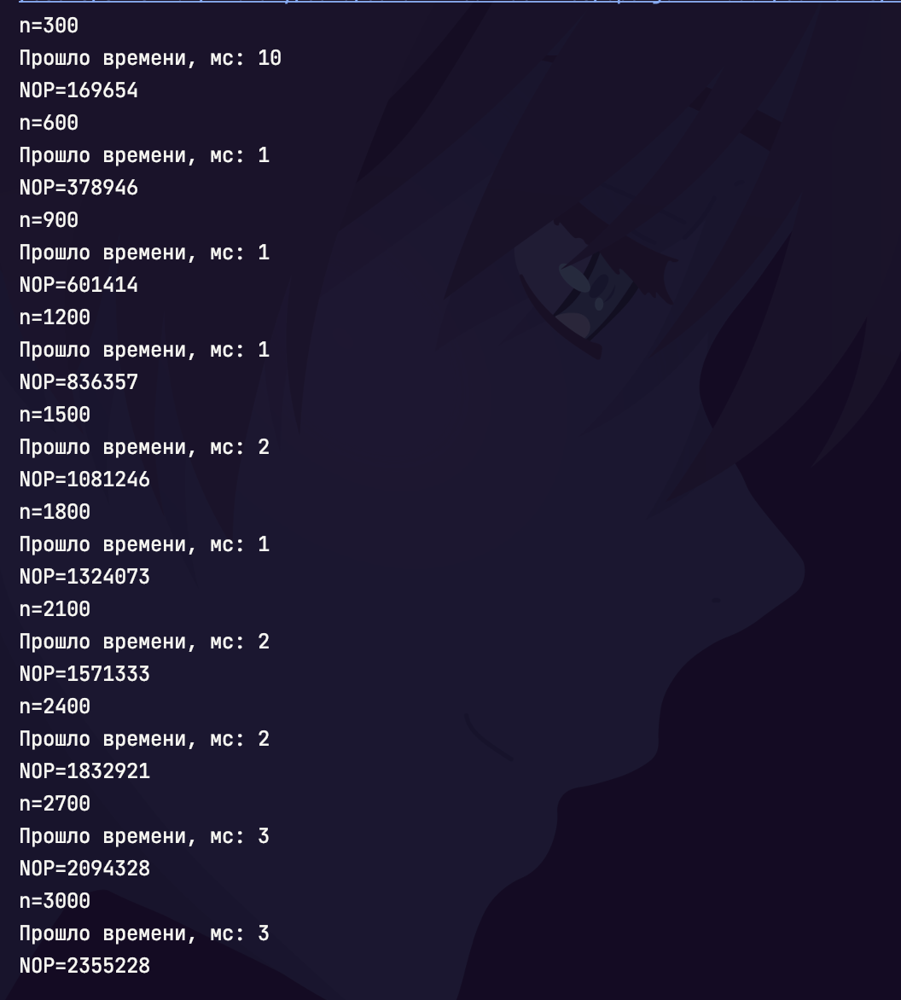 n=300
Прошло времени, мс: 10
NOP=169654
n=600
Прошло времени, мс: 1
NOP=378946
n=900
Прошло времени, мс: 1
NOP=601414
n=1200
Прошло времени, мс: 1
NOP=836357
n=1500
Прошло времени, мс: 2
NOP=1081246
n=1800
Прошло времени, мс: 1
NOP=1324073
n=2100
Прошло времени, мс: 2
NOP=1571333
n=2400
Прошло времени, мс: 2
NOP=1832921
n=2700
Прошло времени, мс: 3
NOP=2094328
n=3000
Прошло времени, мс: 3
NOP=2355228